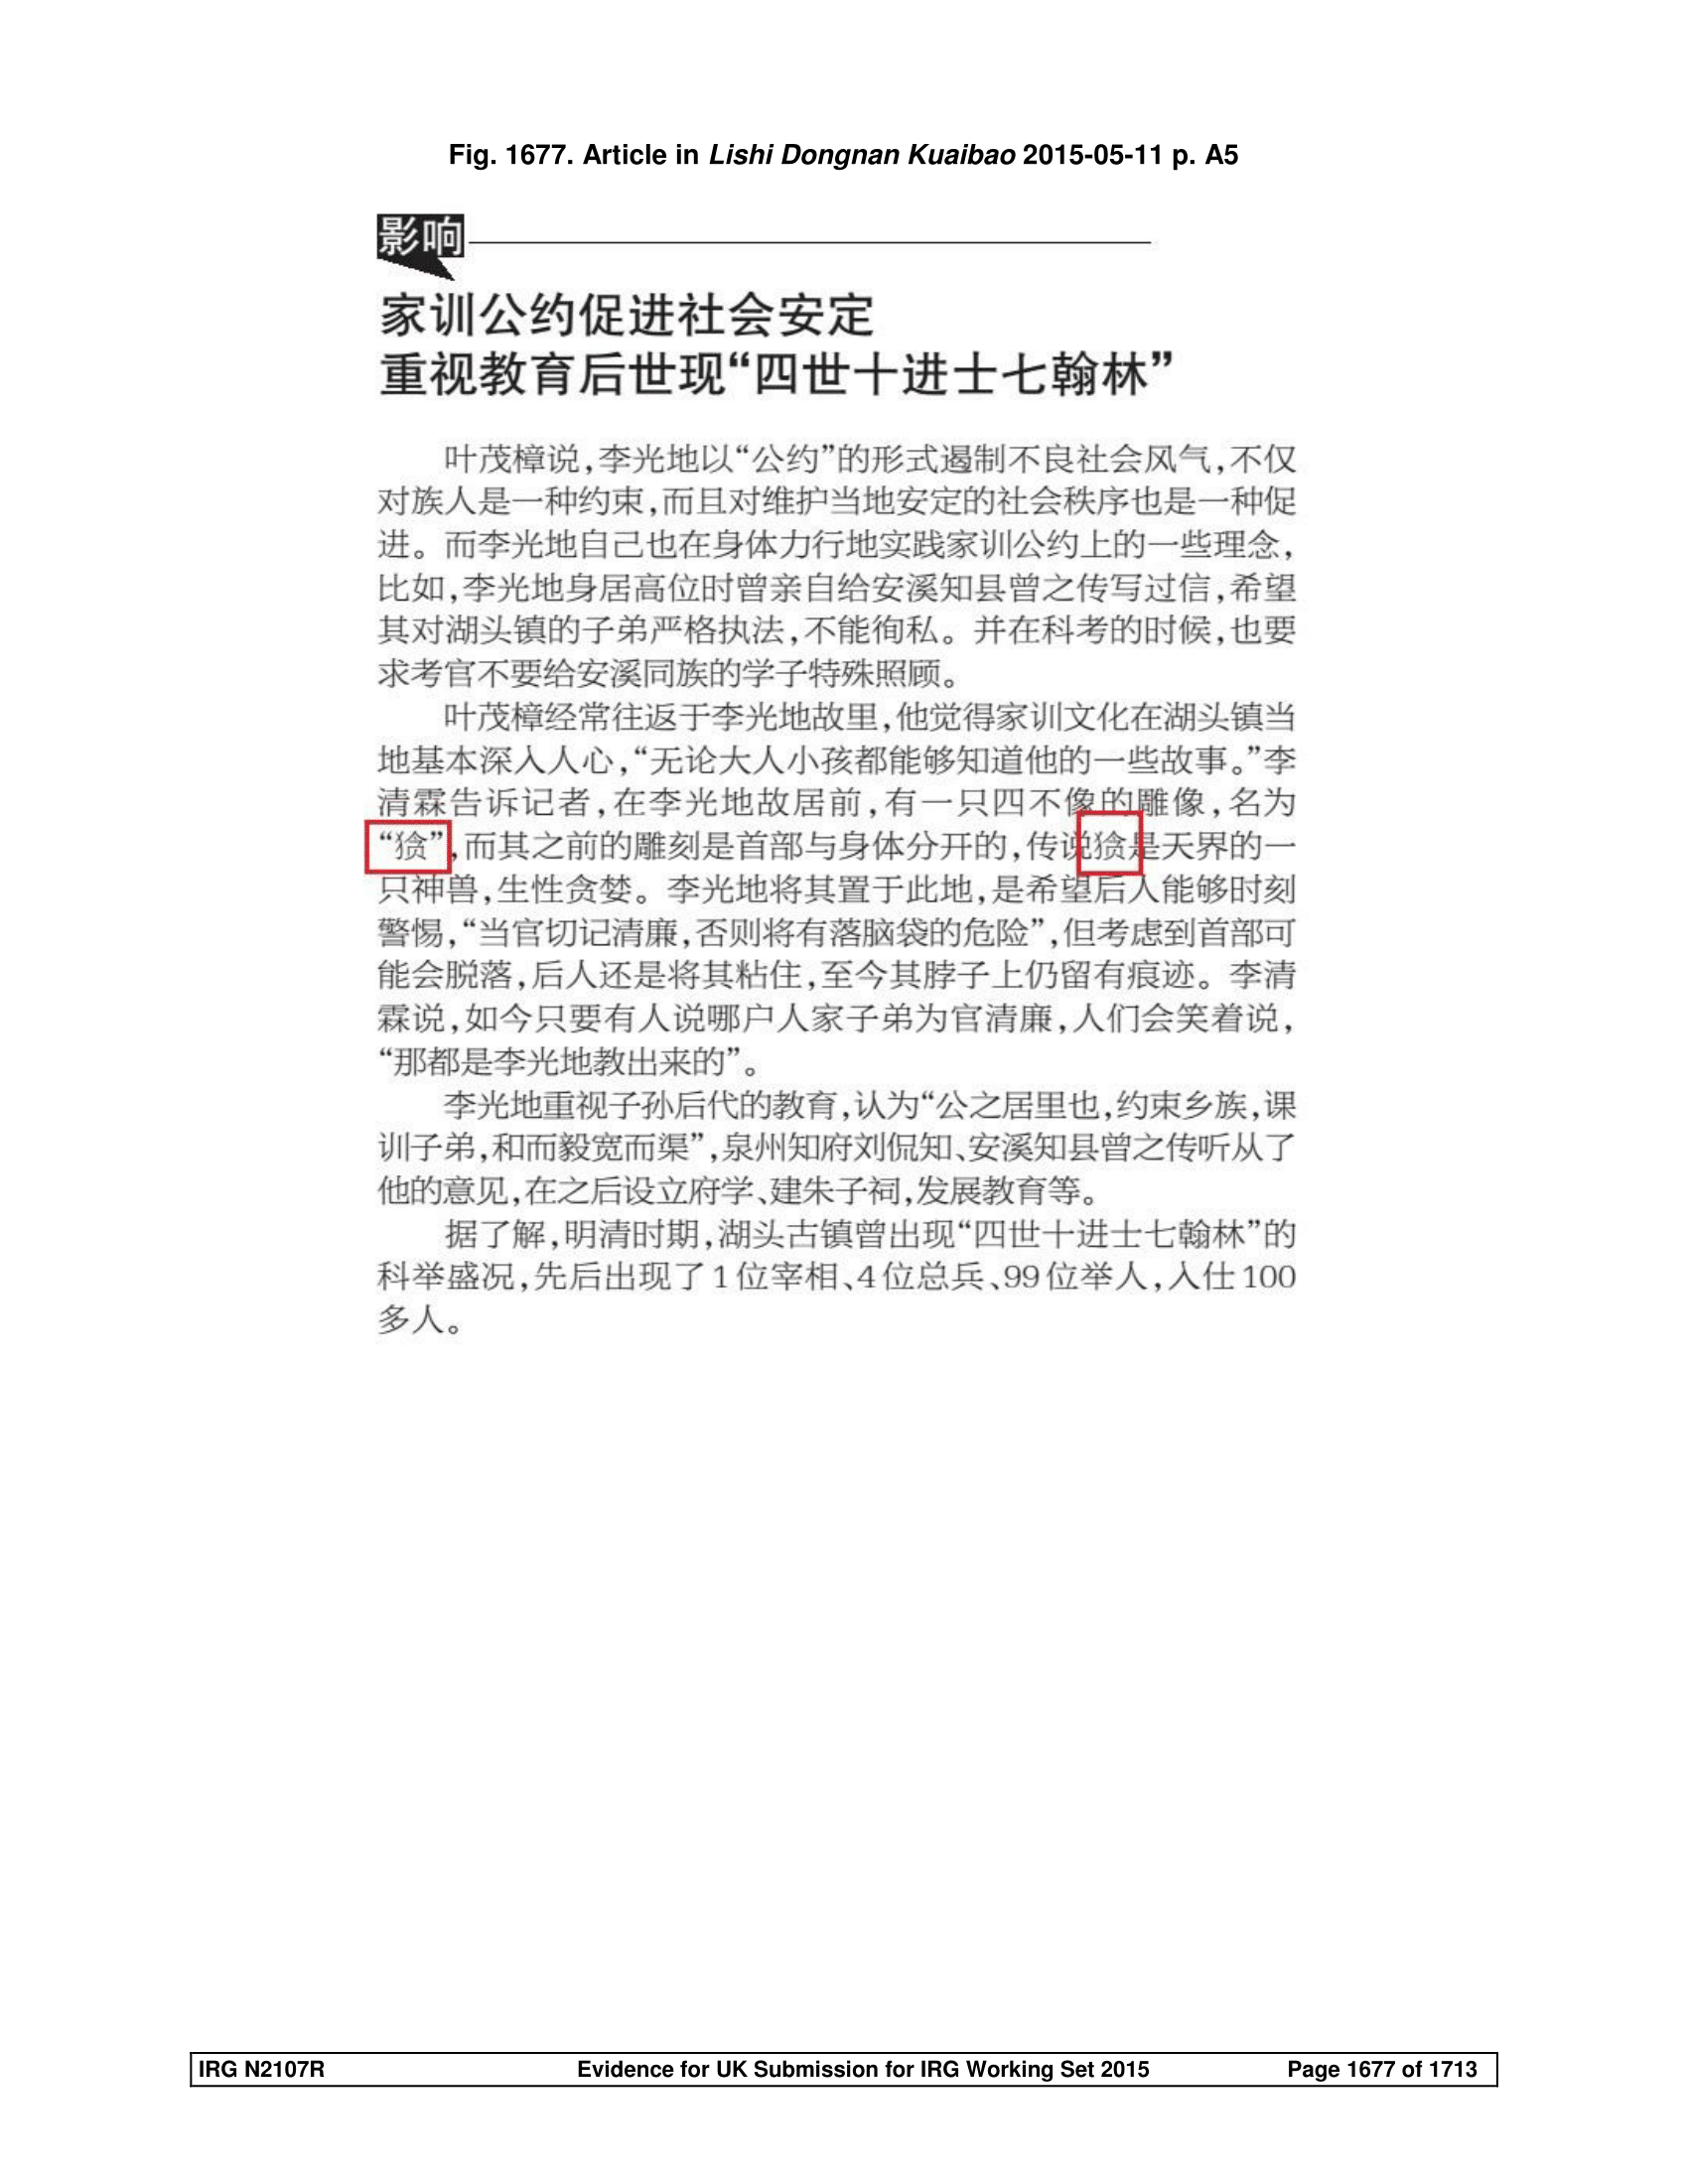 Fig. 1677. Article in Lishi Dongnan Kuaibao 2015-05-11 p. A5
影响
家训公约促进社会安定
重视教育后世现“四世十进士七翰林”
叶茂樟说,李光地以“公约”的形式遏制不良社会风气,不仅
对族人是一种约束,而且对维护当地安定的社会秩序也是一种促
进。而李光地自己也在身体力行地实践家训公约上的一些理念,
比如,李光地身居高位时曾亲自给安溪知县曾之传写过信,希望
其对湖头镇的子弟严格执法,不能徇私。并在科考的时候,也要
求考官不要给安溪同族的学子特殊照顾。
叶茂樟经常往返于李光地故里,他觉得家训文化在湖头镇当
地基本深入人心,“无论大人小孩都能够知道他的一些故事。”李
清霖告诉记者,在李光地故居前,有一只四不像的雕像,名为
“⿰犭贪”,而其之前的雕刻是首部与身体分开的,传说⿰犭贪是天界的一
只神兽,生性贪婪。李光地将其置于此地,是希望后人能够时刻
警惕,“当官切记清廉,否则将有落脑袋的危险”,但考虑到首部可
能会脱落,后人还是将其粘住,至今其脖子上仍留有痕迹。李清
霖说,如今只要有人说哪户人家子弟为官清廉,人们会笑着说,
“那都是李光地教出来的”。
李光地重视子孙后代的教育,认为“公之居里也,约束乡族,课
训子弟,和而毅宽而渠”,泉州知府刘侃知、安溪知县曾之传听从了
他的意见,在之后设立府学、建朱子祠,发展教育等。
据了解,明清时期,湖头古镇曾出现“四世十进士七翰林”的
科举盛况,先后出现了1位宰相、4位总兵、99位举人,入仕100
多人。
IRG N2107R Evidence for UK Submission for IRG Working Set 2015 Page 1677 of 1713